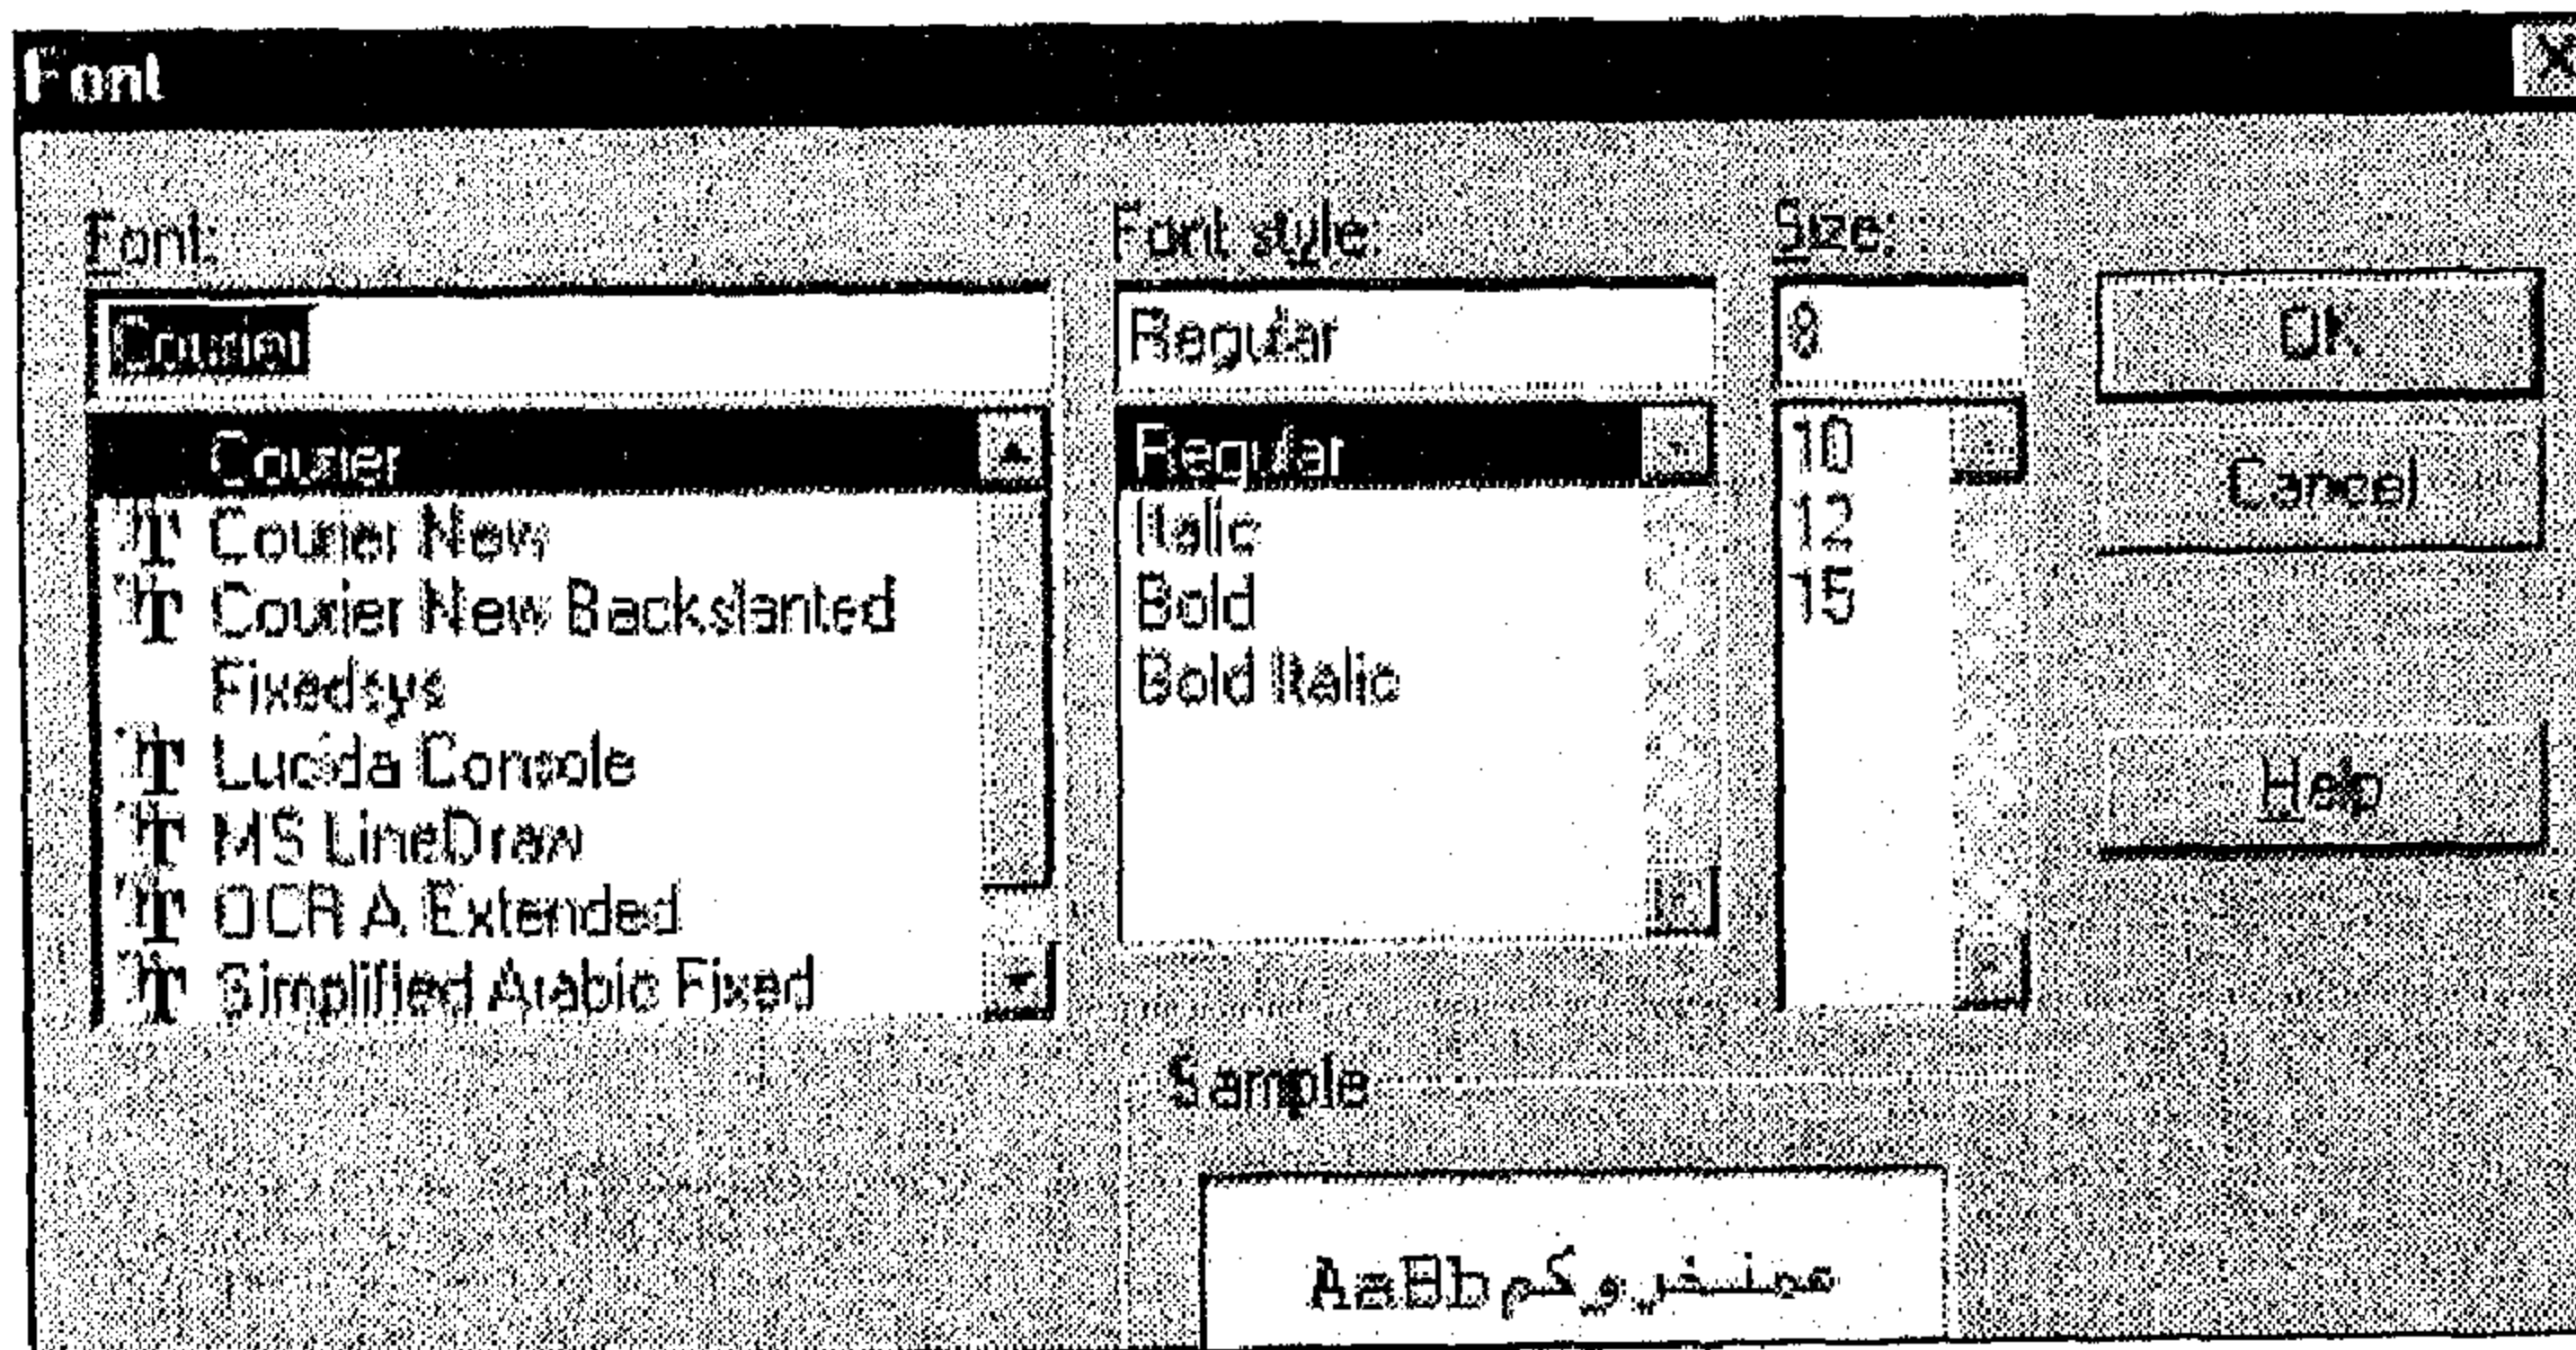 Font
Font:
Courier
Courier
Courier New
Courier New Backslanted
Fixedsys
Lucida Console
MS LineDraw
OCR A Extended
Simplified Arabic Fixed
Font style:
Regular
Regular
Italic
Bold
Bold Italic
Size:
8
10
12
15
OK
Cancel
Help
Sample
AaBb